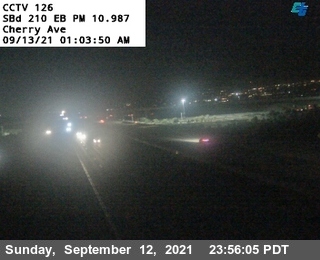 CCTV 126
SBd 210 EB PM 10.987
Cherry Ave
09/13/21 01:03:50 AM
Sunday, September 12, 2021 23:56:05 PDT